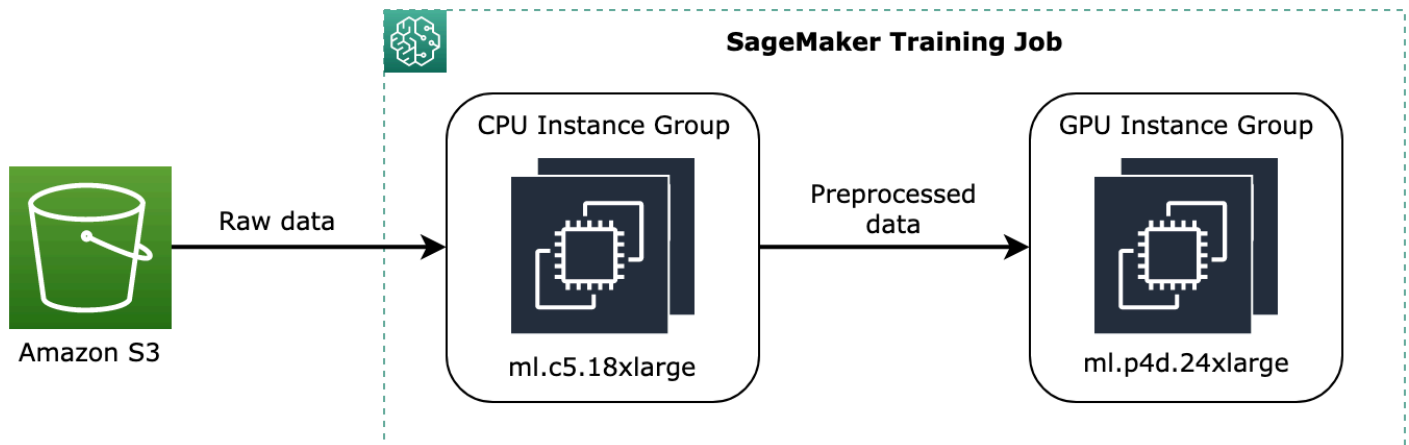 SageMaker Training Job
CPU Instance Group
GPU Instance Group
Raw data
Preprocessed
data
Amazon S3
ml.c5.18xlarge
ml.p4d.24xlarge